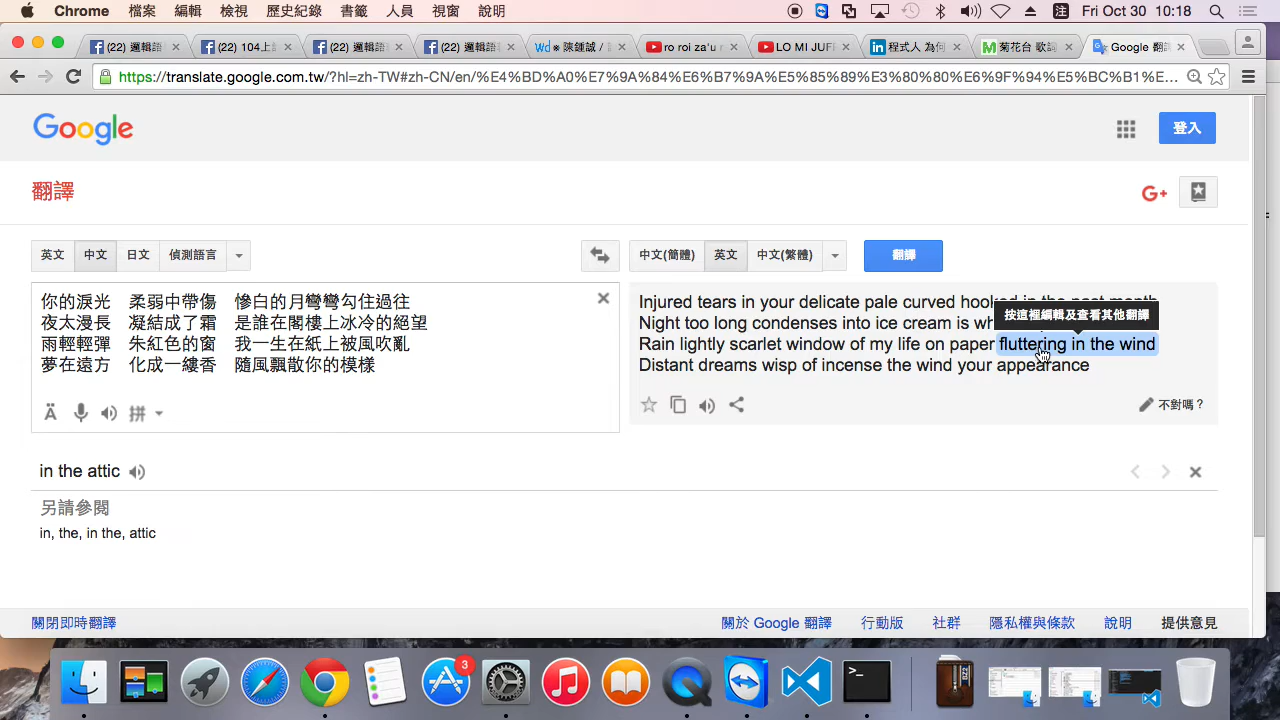 Chrome 檔案 編輯 檢視 歷史紀錄 書籤 人員 視窗 說明 注 Fri Oct 30 10:18
(22) 邏輯語 (22) 104上 (22) 邏輯語 (22) 邏輯語 Wd ※ 陳鍾誠 / ro roi za'u r LO MI JUF 程式人 為何 菊花台 歌詞 Google 翻
https://translate.google.com.tw/?hl=zh-TW#zh-CN/en/%E4%BD%A0%E7%9A%84%E6%B7%9A%E5%85%89%E3%80%80%E6%9F%94%E5%BC%B1%E...
Google 登入
翻譯 G+
英文 中文 日文 偵測語言 中文(簡體) 英文 中文(繁體) 翻譯
你的淚光　柔弱中帶傷　慘白的月彎彎勾住過往
夜太漫長　凝結成了霜　是誰在閣樓上冰冷的絕望
雨輕輕彈　朱紅色的窗　我一生在紙上被風吹亂
夢在遠方　化成一縷香　隨風飄散你的模樣
Ä 拼
Injured tears in your delicate pale curved hooked in the past month
Night too long condenses into ice cream is wh
按這裡編輯及查看其他翻譯
Rain lightly scarlet window of my life on paper fluttering in the wind
Distant dreams wisp of incense the wind your appearance
不對嗎？
in the attic
另請參閱
in, the, in the, attic
關閉即時翻譯 關於 Google 翻譯 行動版 社群 隱私權與條款 說明 提供意見
3